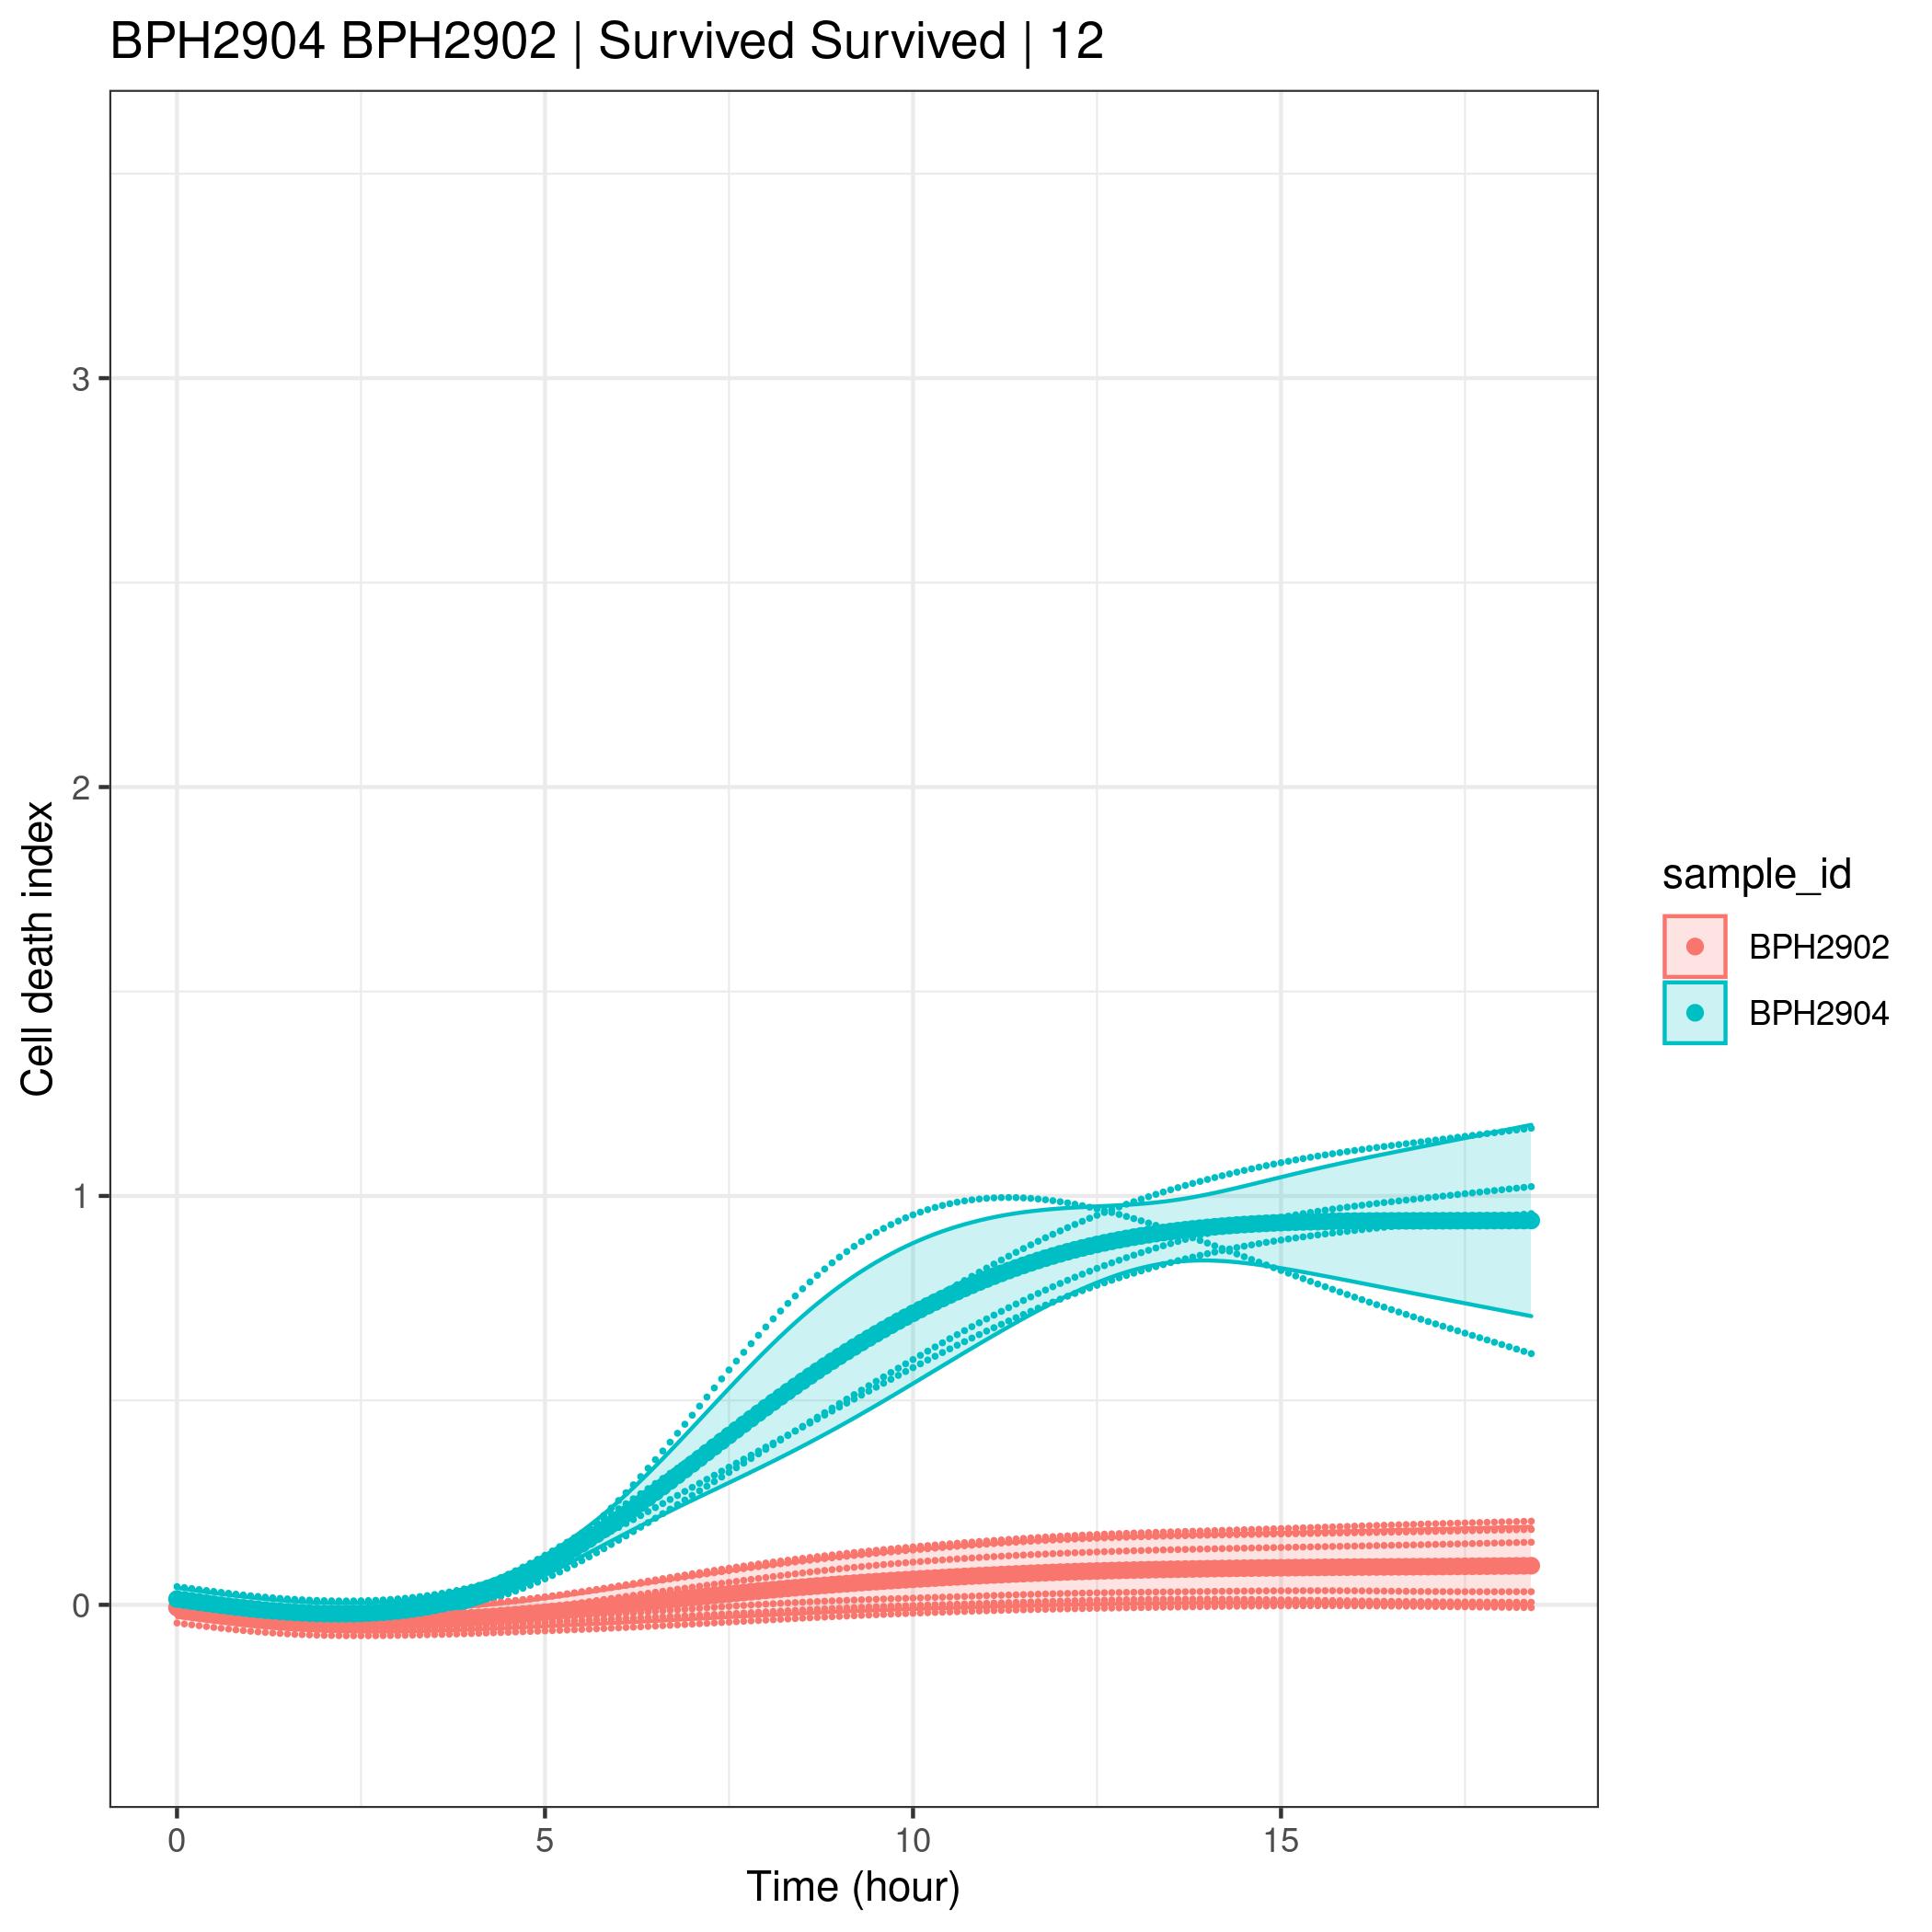 BPH2904 BPH2902 | Survived Survived | 12
Cell death index
3
2
1
0
0 5 10 15
Time (hour)
sample_id
BPH2902
BPH2904